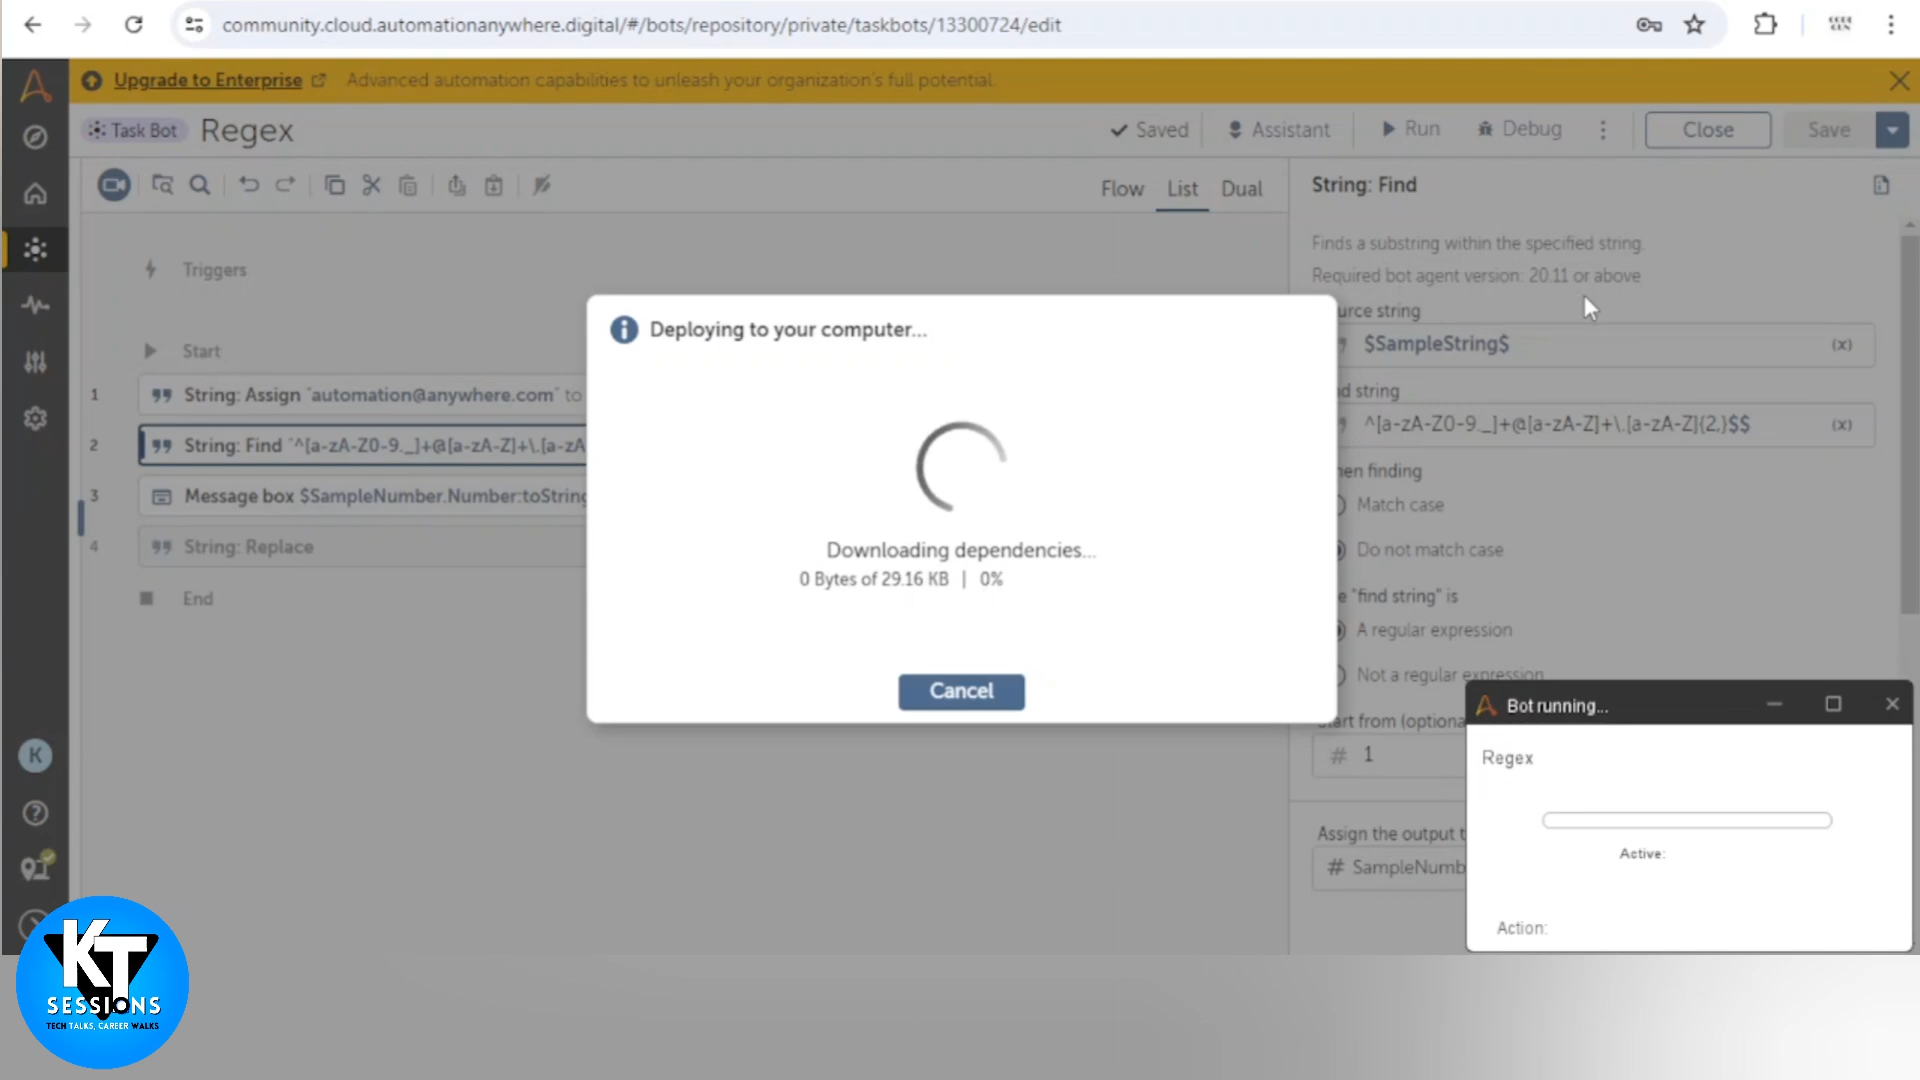 community.cloud.automationanywhere.digital/#/bots/repository/private/taskbots/13300724/edit
Upgrade to Enterprise Advanced automation capabilities to unleash your organization's full potential.
Task Bot Regex Saved Assistant Run Debug Close Save
Flow List Dual
String: Find
Finds a substring within the specified string.
Required bot agent version: 20.11 or above
Triggers
Start
1 String: Assign "automation@anywhere.com" to
2 String: Find "^[a-zA-Z0-9._]+@[a-zA-Z]+\.[a-zA
3 Message box $SampleNumber.Number:toString
4 String: Replace
End
Deploying to your computer...
Downloading dependencies...
0 Bytes of 29.16 KB | 0%
Cancel
urce string
$SampleString$ (x)
d string
^[a-zA-Z0-9._]+@[a-zA-Z]+\.[a-zA-Z]{2,}$$ (x)
en finding
Match case
Do not match case
e "find string" is
A regular expression
Not a regular expression
tart from (optiona
# 1
Assign the output t
# SampleNumb
Bot running...
Regex
Active:
Action:
K
KT
SESSIONS
TECH TALKS, CAREER WALKS